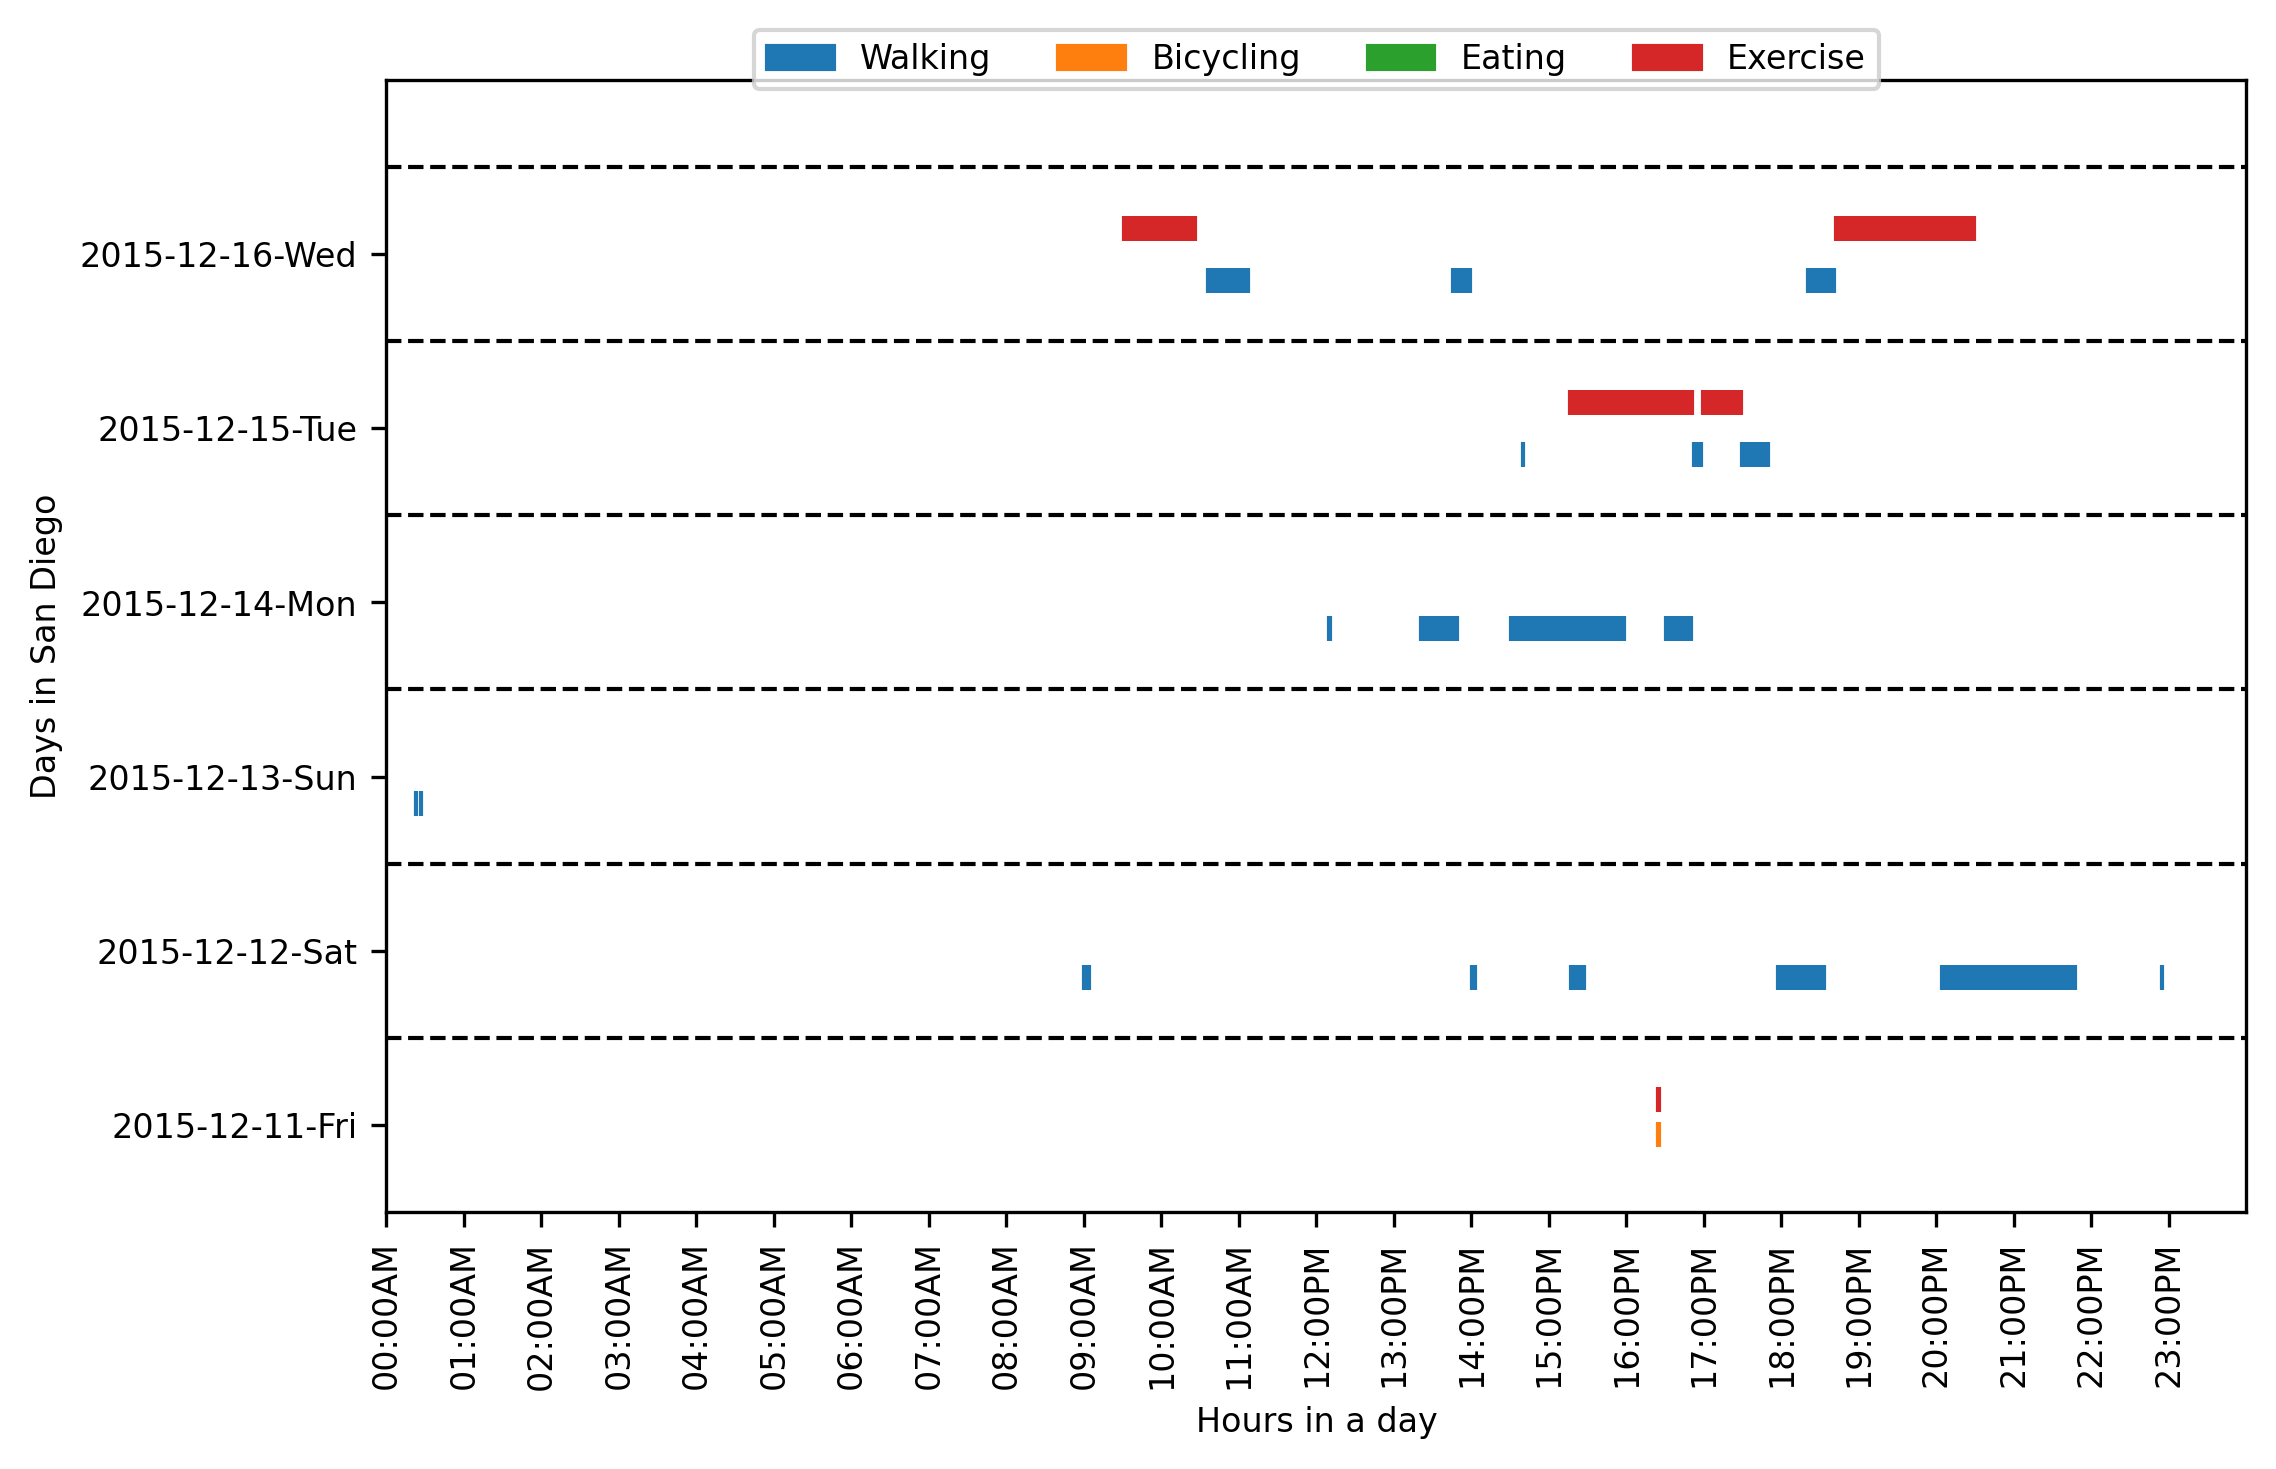 Walking Bicycling Eating Exercise
2015-12-16-Wed
2015-12-15-Tue
2015-12-14-Mon
2015-12-13-Sun
2015-12-12-Sat
2015-12-11-Fri
Days in San Diego
00:00AM
01:00AM
02:00AM
03:00AM
04:00AM
05:00AM
06:00AM
07:00AM
08:00AM
09:00AM
10:00AM
11:00AM
12:00PM
13:00PM
14:00PM
15:00PM
16:00PM
17:00PM
18:00PM
19:00PM
20:00PM
21:00PM
22:00PM
23:00PM
Hours in a day